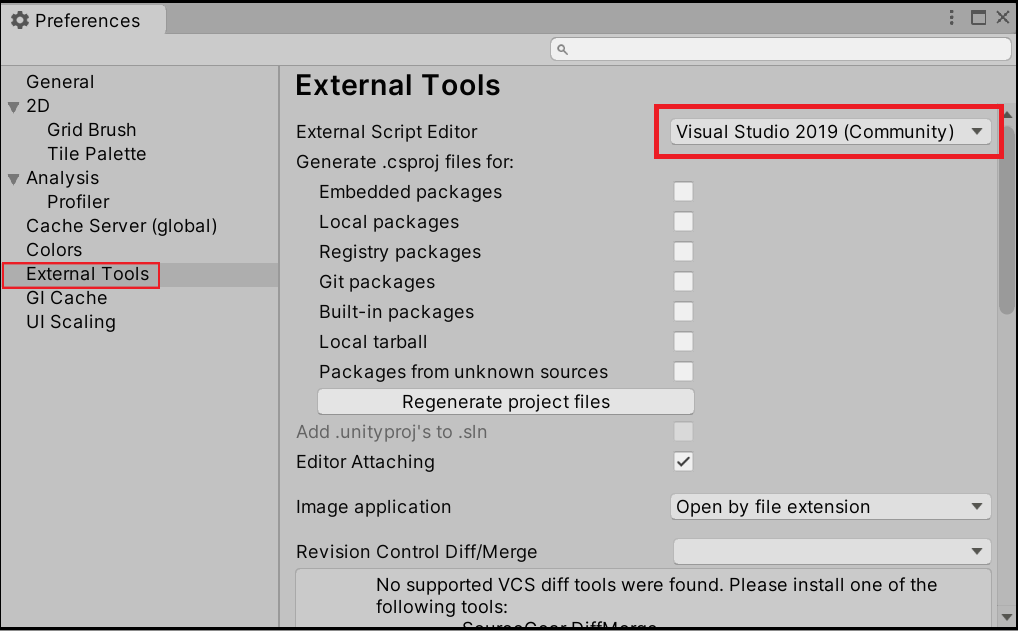 Preferences
General
2D
Grid Brush
Tile Palette
Analysis
Profiler
Cache Server (global)
Colors
External Tools
GI Cache
UI Scaling
External Tools
External Script Editor
Visual Studio 2019 (Community)
Generate .csproj files for:
Embedded packages
Local packages
Registry packages
Git packages
Built-in packages
Local tarball
Packages from unknown sources
Regenerate project files
Add .unityproj's to .sln
Editor Attaching
Image application
Open by file extension
Revision Control Diff/Merge
No supported VCS diff tools were found. Please install one of the
following tools:
SourceGear DiffMerge